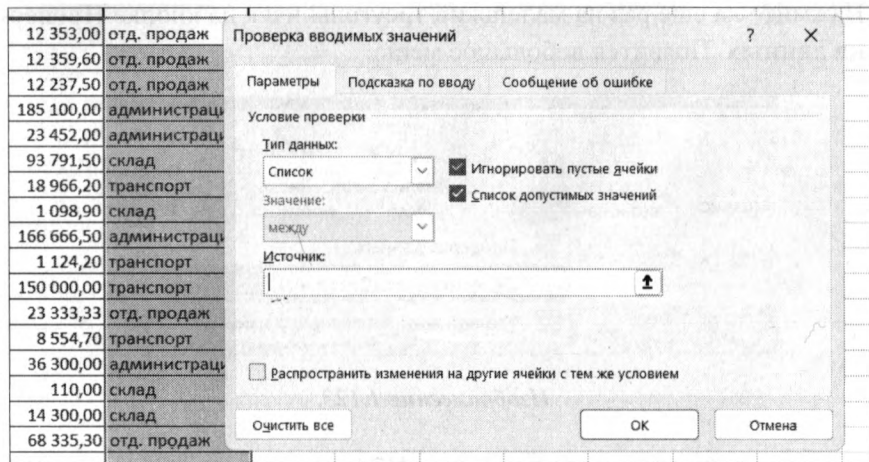 12 353,00 отд. продаж
12 359,60 отд. продаж
12 237,50 отд. продаж
185 100,00 администраци
23 452,00 администраци
93 791,50 склад
18 966,20 транспорт
1 098,90 склад
166 666,50 администраци
1 124,20 транспорт
150 000,00 транспорт
23 333,33 отд. продаж
8 554,70 транспорт
36 300,00 администраци
110,00 склад
14 300,00 склад
68 335,30 отд. продаж
Проверка вводимых значений ? ×
Параметры Подсказка по вводу Сообщение об ошибке
Условие проверки
Тип данных:
Список
Игнорировать пустые ячейки
Значение:
Список допустимых значений
между
Источник:
Распространить изменения на другие ячейки с тем же условием
Очистить все ОК Отмена